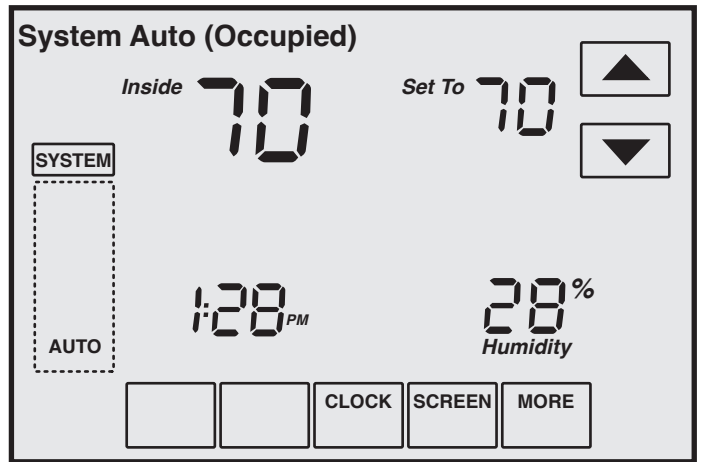 System Auto (Occupied)
Inside 70 Set To 70
SYSTEM
AUTO
1:28 PM
28%
Humidity
CLOCK SCREEN MORE